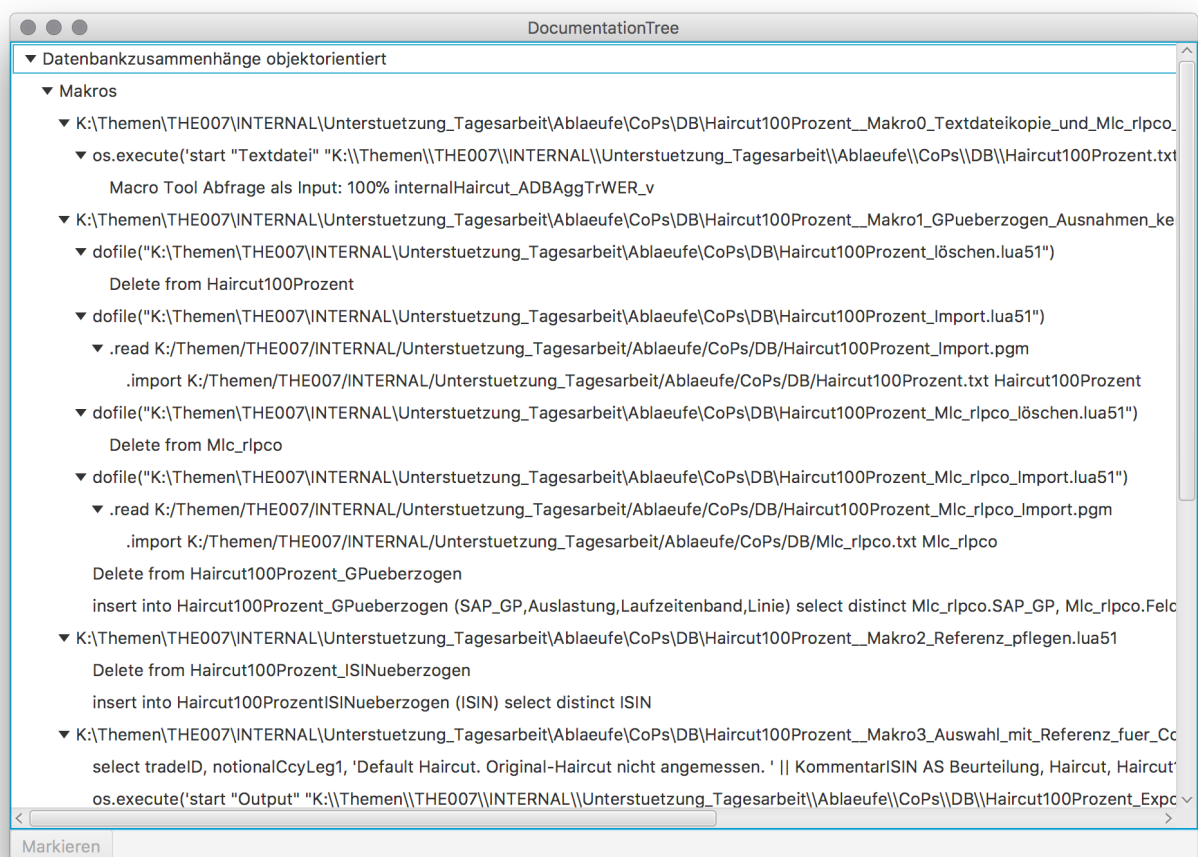 DocumentationTree
Datenbankzusammenhänge objektorientiert
Makros
K:\Themen\THE007\INTERNAL\Unterstuetzung_Tagesarbeit\Ablaeufe\CoPs\DB\Haircut100Prozent__Makro0_Textdateikopie_und_Mlc_rlpco_
os.execute('start "Textdatei" "K:\\Themen\\THE007\\INTERNAL\\Unterstuetzung_Tagesarbeit\\Ablaeufe\\CoPs\\DB\\Haircut100Prozent.txt
Macro Tool Abfrage als Input: 100% internalHaircut_ADBAggTrWER_v
K:\Themen\THE007\INTERNAL\Unterstuetzung_Tagesarbeit\Ablaeufe\CoPs\DB\Haircut100Prozent__Makro1_GPueberzogen_Ausnahmen_ke
dofile("K:\Themen\THE007\INTERNAL\Unterstuetzung_Tagesarbeit\Ablaeufe\CoPs\DB\Haircut100Prozent_löschen.lua51")
Delete from Haircut100Prozent
dofile("K:\Themen\THE007\INTERNAL\Unterstuetzung_Tagesarbeit\Ablaeufe\CoPs\DB\Haircut100Prozent_Import.lua51")
.read K:/Themen/THE007/INTERNAL/Unterstuetzung_Tagesarbeit/Ablaeufe/CoPs/DB/Haircut100Prozent_Import.pgm
.import K:/Themen/THE007/INTERNAL/Unterstuetzung_Tagesarbeit/Ablaeufe/CoPs/DB/Haircut100Prozent.txt Haircut100Prozent
dofile("K:\Themen\THE007\INTERNAL\Unterstuetzung_Tagesarbeit\Ablaeufe\CoPs\DB\Haircut100Prozent_Mlc_rlpco_löschen.lua51")
Delete from Mlc_rlpco
dofile("K:\Themen\THE007\INTERNAL\Unterstuetzung_Tagesarbeit\Ablaeufe\CoPs\DB\Haircut100Prozent_Mlc_rlpco_Import.lua51")
.read K:/Themen/THE007/INTERNAL/Unterstuetzung_Tagesarbeit/Ablaeufe/CoPs/DB/Haircut100Prozent_Mlc_rlpco_Import.pgm
.import K:/Themen/THE007/INTERNAL/Unterstuetzung_Tagesarbeit/Ablaeufe/CoPs/DB/Mlc_rlpco.txt Mlc_rlpco
Delete from Haircut100Prozent_GPueberzogen
insert into Haircut100Prozent_GPueberzogen (SAP_GP,Auslastung,Laufzeitenband,Linie) select distinct Mlc_rlpco.SAP_GP, Mlc_rlpco.Feld
K:\Themen\THE007\INTERNAL\Unterstuetzung_Tagesarbeit\Ablaeufe\CoPs\DB\Haircut100Prozent__Makro2_Referenz_pflegen.lua51
Delete from Haircut100Prozent_ISINueberzogen
insert into Haircut100ProzentISINueberzogen (ISIN) select distinct ISIN
K:\Themen\THE007\INTERNAL\Unterstuetzung_Tagesarbeit\Ablaeufe\CoPs\DB\Haircut100Prozent__Makro3_Auswahl_mit_Referenz_fuer_Co
select tradeID, notionalCcyLeg1, 'Default Haircut. Original-Haircut nicht angemessen. ' || KommentarISIN AS Beurteilung, Haircut, Haircut1
os.execute('start "Output" "K:\\Themen\\THE007\\INTERNAL\\Unterstuetzung_Tagesarbeit\\Ablaeufe\\CoPs\\DB\\Haircut100Prozent_Expo
Markieren